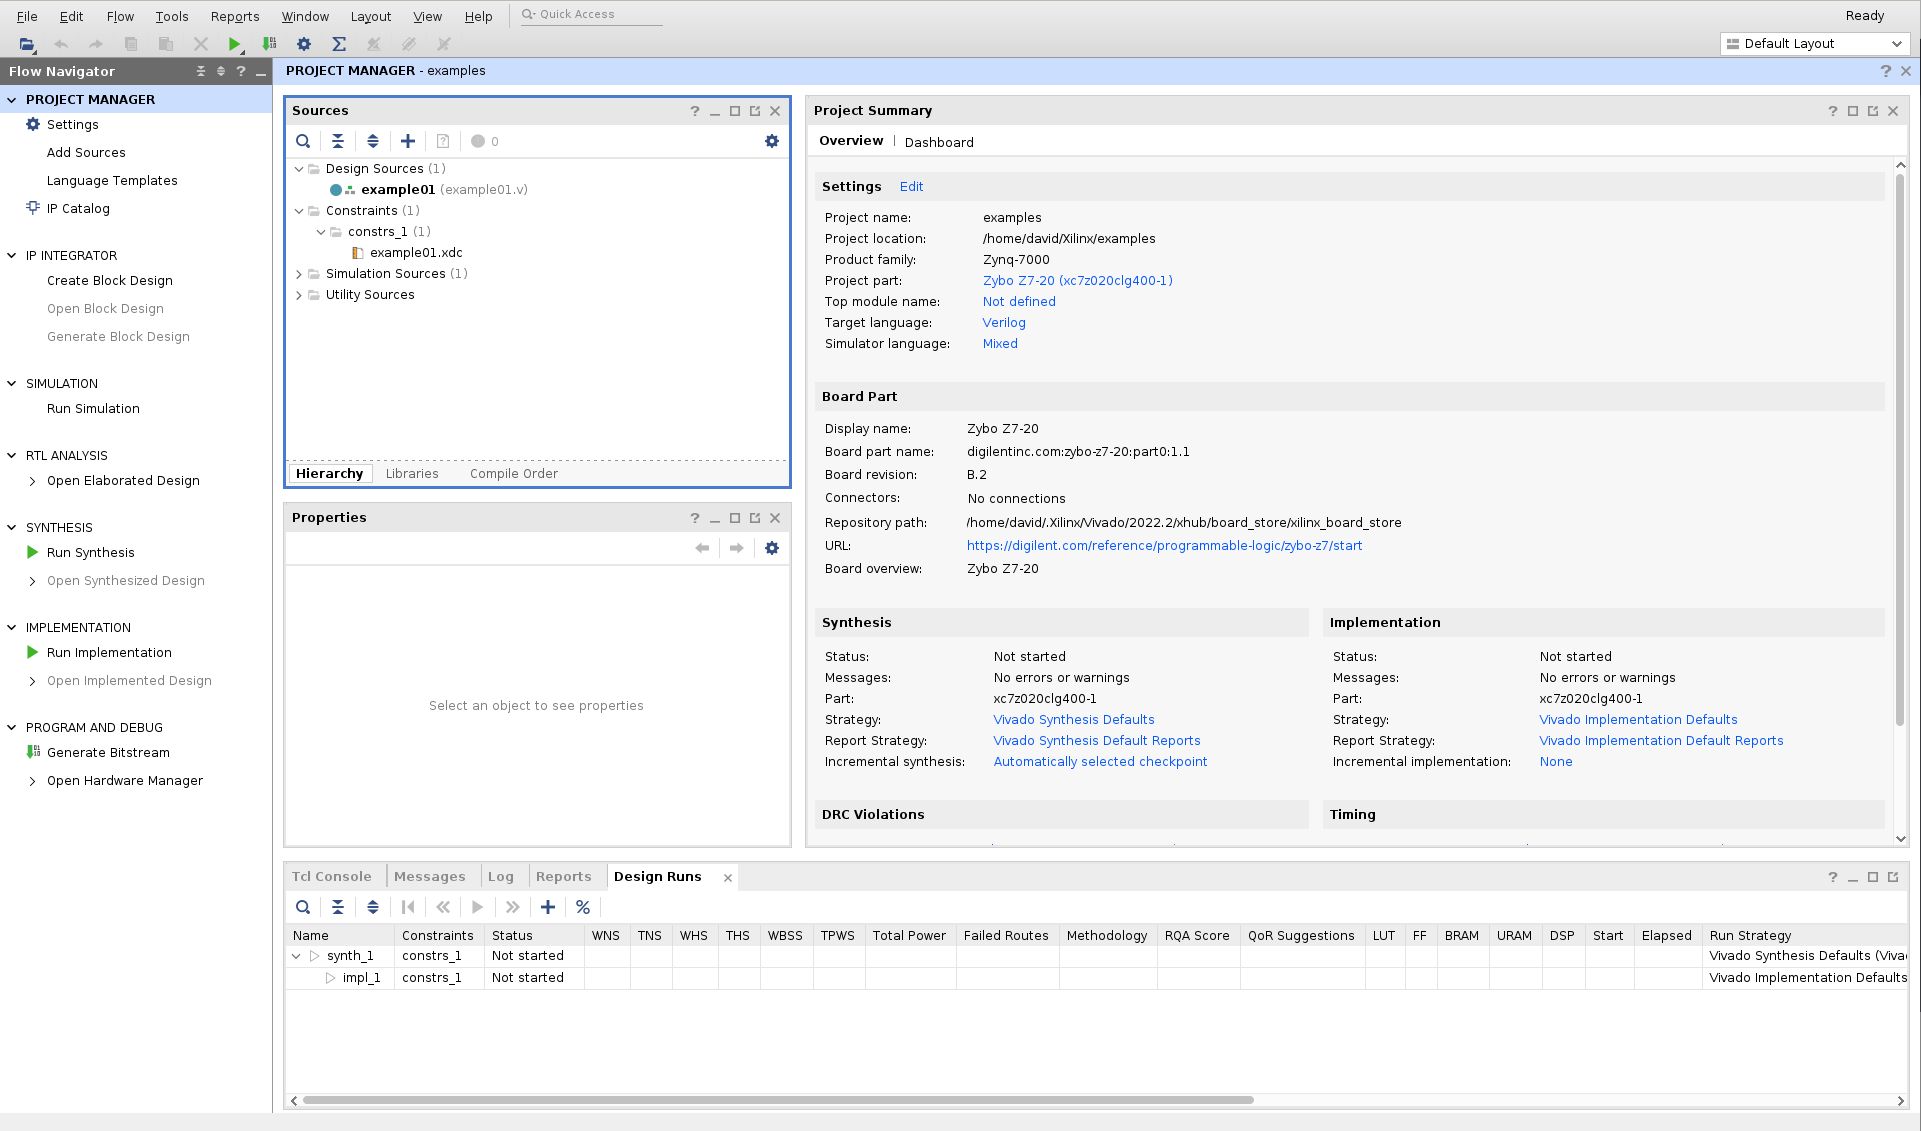 File Edit Flow Tools Reports Window Layout View Help Quick Access Ready
Default Layout
Flow Navigator
PROJECT MANAGER - examples
PROJECT MANAGER
Settings
Add Sources
Language Templates
IP Catalog
IP INTEGRATOR
Create Block Design
Open Block Design
Generate Block Design
SIMULATION
Run Simulation
RTL ANALYSIS
Open Elaborated Design
SYNTHESIS
Run Synthesis
Open Synthesized Design
IMPLEMENTATION
Run Implementation
Open Implemented Design
PROGRAM AND DEBUG
Generate Bitstream
Open Hardware Manager
Sources
0
Design Sources (1)
example01 (example01.v)
Constraints (1)
constrs_1 (1)
example01.xdc
Simulation Sources (1)
Utility Sources
Hierarchy Libraries Compile Order
Properties
Select an object to see properties
Project Summary
Overview | Dashboard
Settings Edit
Project name: examples
Project location: /home/david/Xilinx/examples
Product family: Zynq-7000
Project part: Zybo Z7-20 (xc7z020clg400-1)
Top module name: Not defined
Target language: Verilog
Simulator language: Mixed
Board Part
Display name: Zybo Z7-20
Board part name: digilentinc.com:zybo-z7-20:part0:1.1
Board revision: B.2
Connectors: No connections
Repository path: /home/david/.Xilinx/Vivado/2022.2/xhub/board_store/xilinx_board_store
URL: https://digilent.com/reference/programmable-logic/zybo-z7/start
Board overview: Zybo Z7-20
Synthesis
Status: Not started
Messages: No errors or warnings
Part: xc7z020clg400-1
Strategy: Vivado Synthesis Defaults
Report Strategy: Vivado Synthesis Default Reports
Incremental synthesis: Automatically selected checkpoint
Implementation
Status: Not started
Messages: No errors or warnings
Part: xc7z020clg400-1
Strategy: Vivado Implementation Defaults
Report Strategy: Vivado Implementation Default Reports
Incremental implementation: None
DRC Violations
Timing
Tcl Console Messages Log Reports Design Runs
Name Constraints Status WNS TNS WHS THS WBSS TPWS Total Power Failed Routes Methodology RQA Score QoR Suggestions LUT FF BRAM URAM DSP Start Elapsed Run Strategy
synth_1 constrs_1 Not started Vivado Synthesis Defaults (Viva
impl_1 constrs_1 Not started Vivado Implementation Defaults